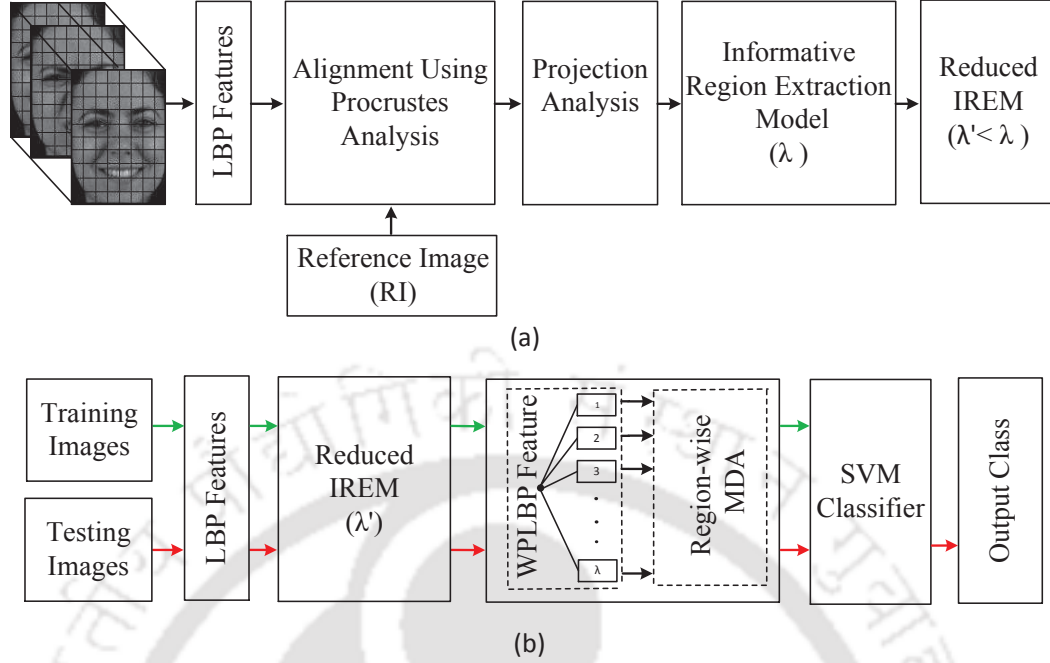 LBP Features
Alignment Using
Procrustes
Analysis
Projection
Analysis
Informative
Region Extraction
Model
(λ )
Reduced
IREM
(λ'< λ )
Reference Image
(RI)
(a)
Training
Images
Testing
Images
LBP Features
Reduced
IREM
(λ')
WPLBP Feature
1
2
3
.
.
.
λ
Region-wise
MDA
SVM
Classifier
Output Class
(b)